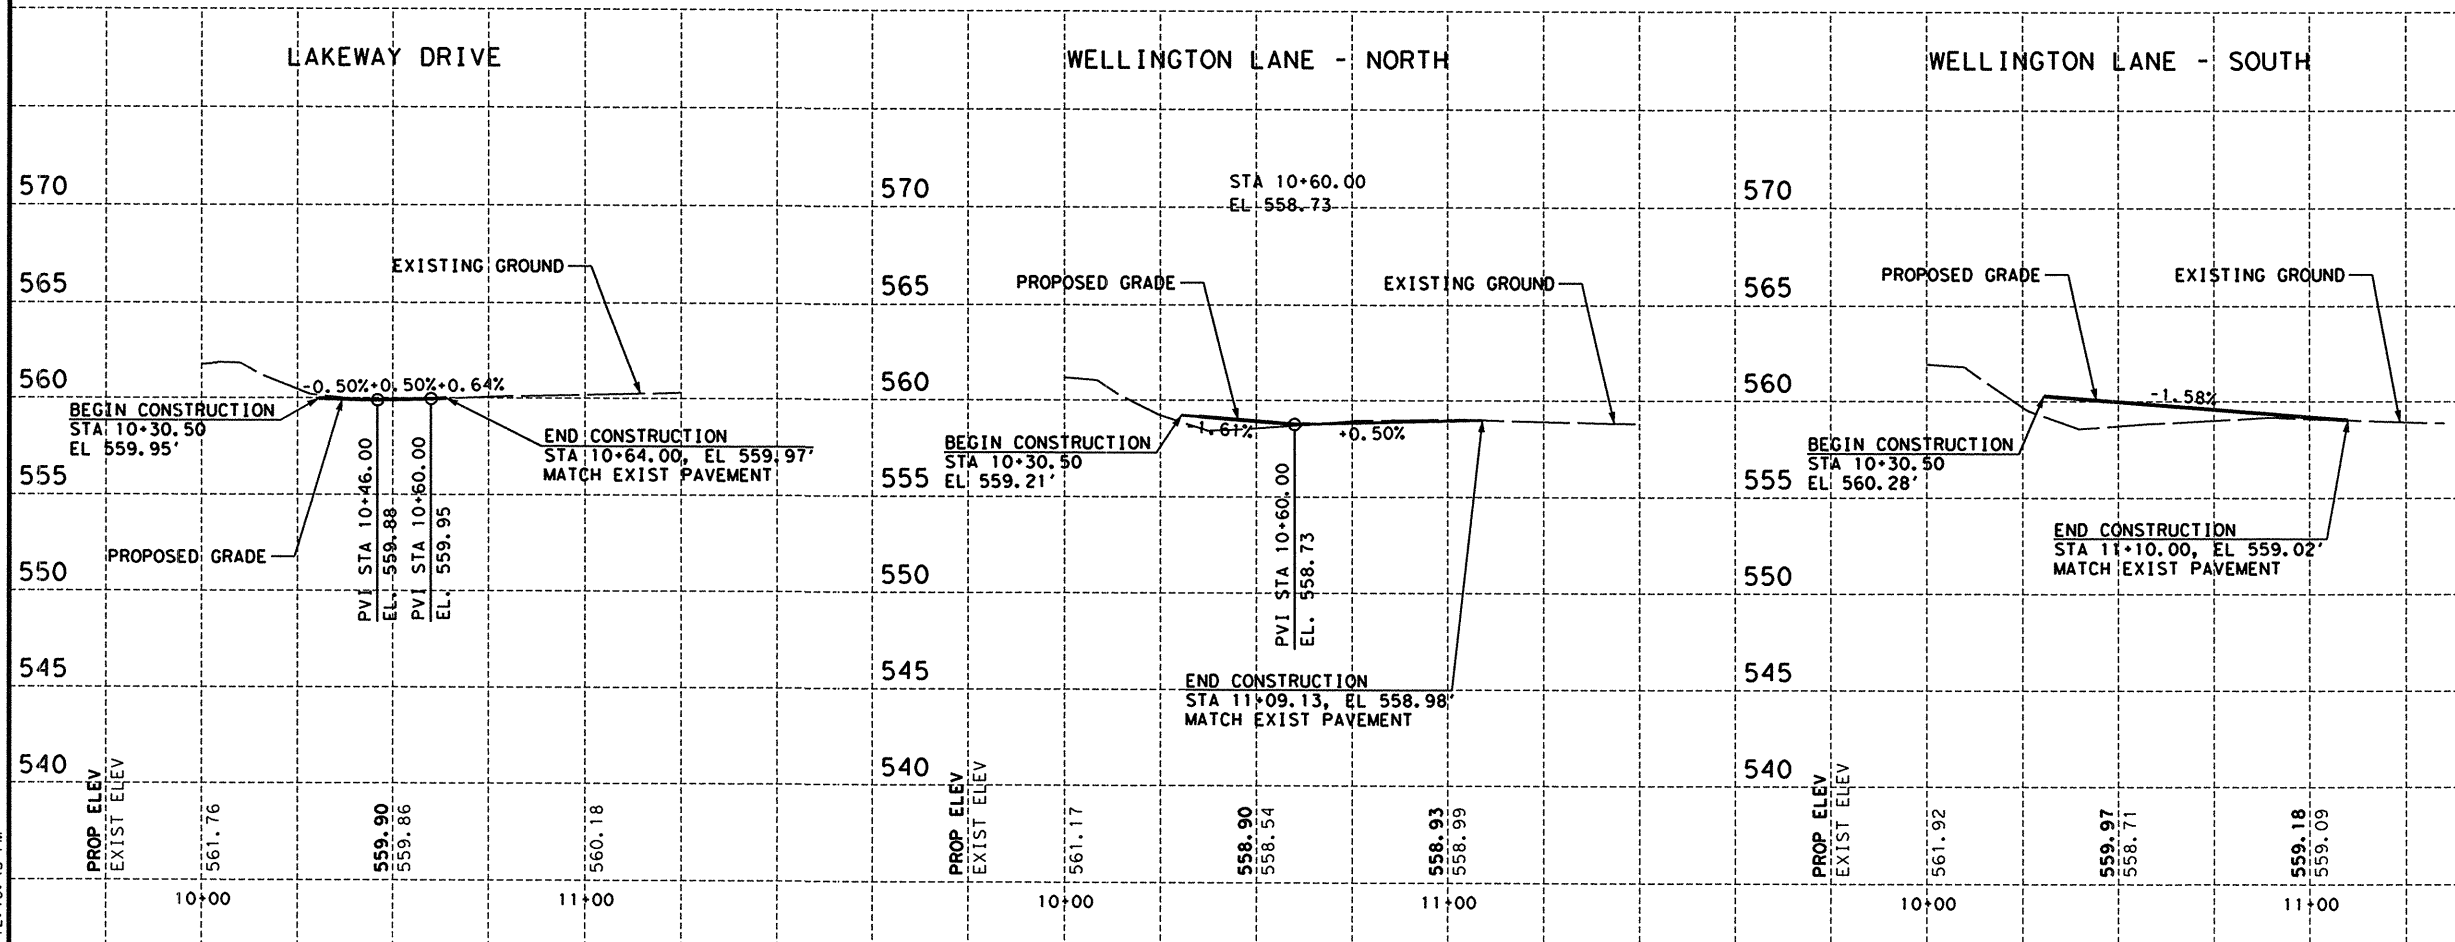 LAKEWAY DRIVE
570
565
560
555
550
545
540
EXISTING GROUND
-0.50%
+0.50%
+0.64%
BEGIN CONSTRUCTION
STA 10+30.50
EL 559.95'
END CONSTRUCTION
STA 10+64.00, EL 559.97'
MATCH EXIST PAVEMENT
PROPOSED GRADE
PVI STA 10+46.00
EL. 559.88
PVI STA 10+60.00
EL. 559.95
PROP ELEV
EXIST ELEV
561.76
559.90
559.86
560.18
10+00
11+00
WELLINGTON LANE - NORTH
STA 10+60.00
EL 558.73
570
565
560
555
550
545
540
PROPOSED GRADE
EXISTING GROUND
BEGIN CONSTRUCTION
STA 10+30.50
EL 559.21'
-1.61%
+0.50%
PVI STA 10+60.00
EL. 558.73
END CONSTRUCTION
STA 11+09.13, EL 558.98'
MATCH EXIST PAVEMENT
PROP ELEV
EXIST ELEV
561.17
558.90
558.54
558.93
558.99
10+00
11+00
WELLINGTON LANE - SOUTH
570
565
560
555
550
545
540
PROPOSED GRADE
EXISTING GROUND
-1.58%
BEGIN CONSTRUCTION
STA 10+30.50
EL 560.28'
END CONSTRUCTION
STA 11+10.00, EL 559.02'
MATCH EXIST PAVEMENT
PROP ELEV
EXIST ELEV
561.92
559.97
558.71
559.18
559.09
10+00
11+00